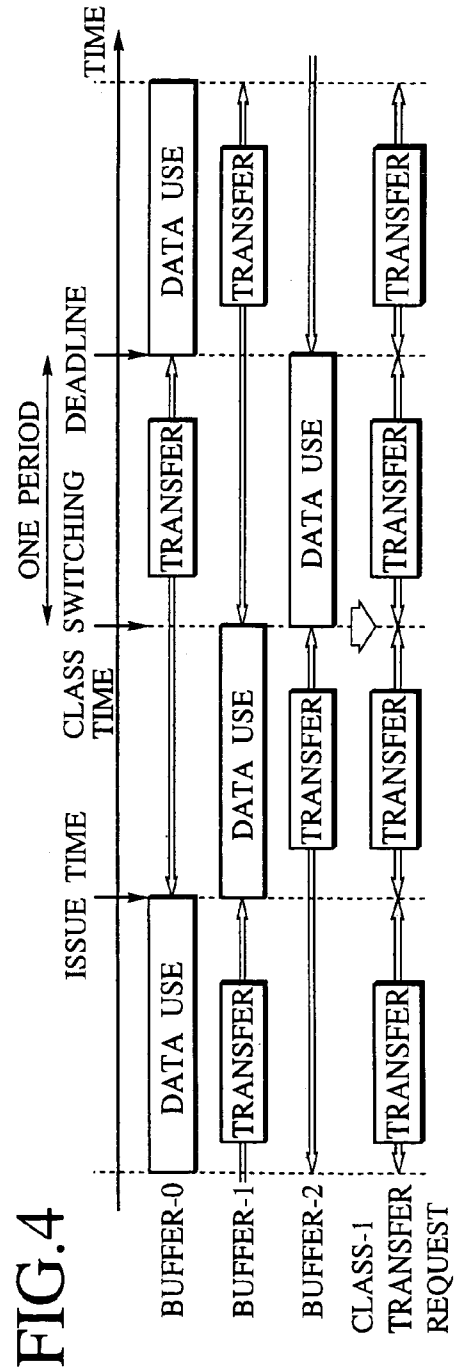 FIG.4
ONE PERIOD
ISSUE TIME
CLASS SWITCHING
TIME
DEADLINE
TIME
BUFFER-0
DATA USE
TRANSFER
DATA USE
BUFFER-1
TRANSFER
DATA USE
TRANSFER
BUFFER-2
TRANSFER
DATA USE
CLASS-1
TRANSFER
REQUEST
TRANSFER
TRANSFER
TRANSFER
TRANSFER